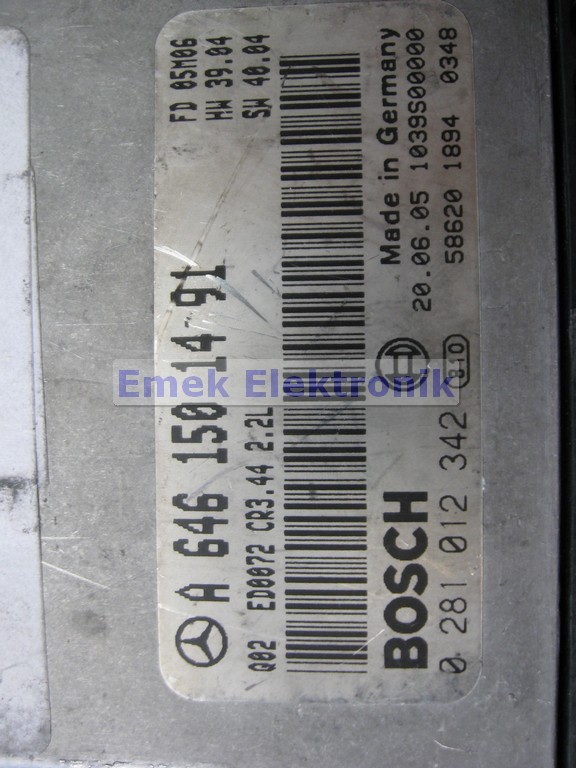 A 646 150 14 91
FD 05M06
HW 39.04
SW 40.04
Q02 ED0072 CR3.44 2.2L
BOSCH
Made in Germany
20.06.05 1039S00000
0 281 012 342
58620 1894 0348
Emek Elektronik